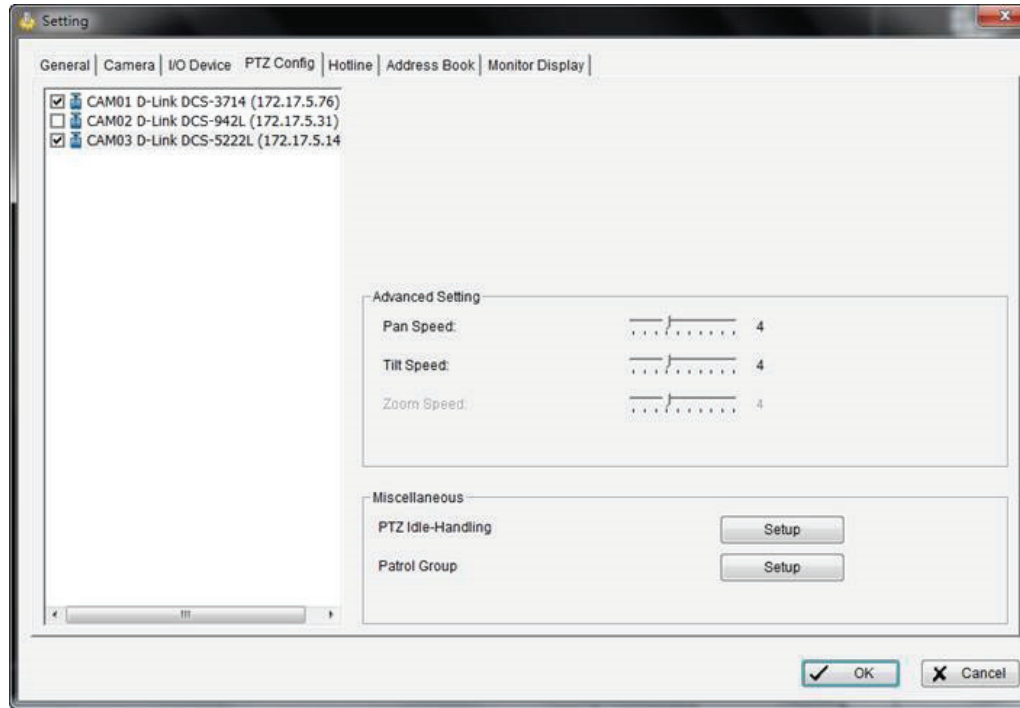 Setting
General Camera I/O Device PTZ Config Hotline Address Book Monitor Display
CAM01 D-Link DCS-3714 (172.17.5.76)
CAM02 D-Link DCS-942L (172.17.5.31)
CAM03 D-Link DCS-5222L (172.17.5.14
Advanced Setting
Pan Speed: 4
Tilt Speed: 4
Zoom Speed: 4
Miscellaneous
PTZ Idle-Handling Setup
Patrol Group Setup
OK Cancel